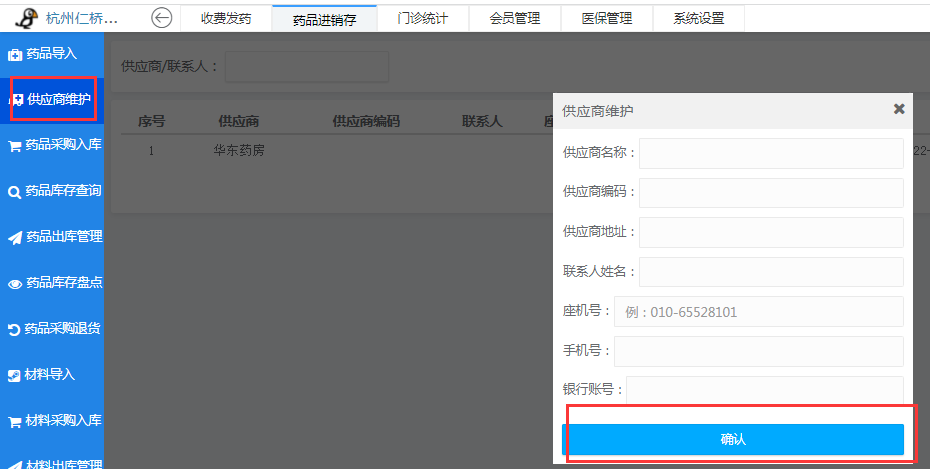 杭州仁桥...
收费发药
药品进销存
门诊统计
会员管理
医保管理
系统设置
药品导入
供应商维护
药品采购入库
药品库存查询
药品出库管理
药品库存盘点
药品采购退货
材料导入
材料采购入库
材料出库管理
供应商/联系人：
序号 供应商 供应商编码 联系人
1 华东药房
22-
供应商维护
供应商名称：
供应商编码：
供应商地址：
联系人姓名：
座机号： 例：010-65528101
手机号：
银行账号：
确认